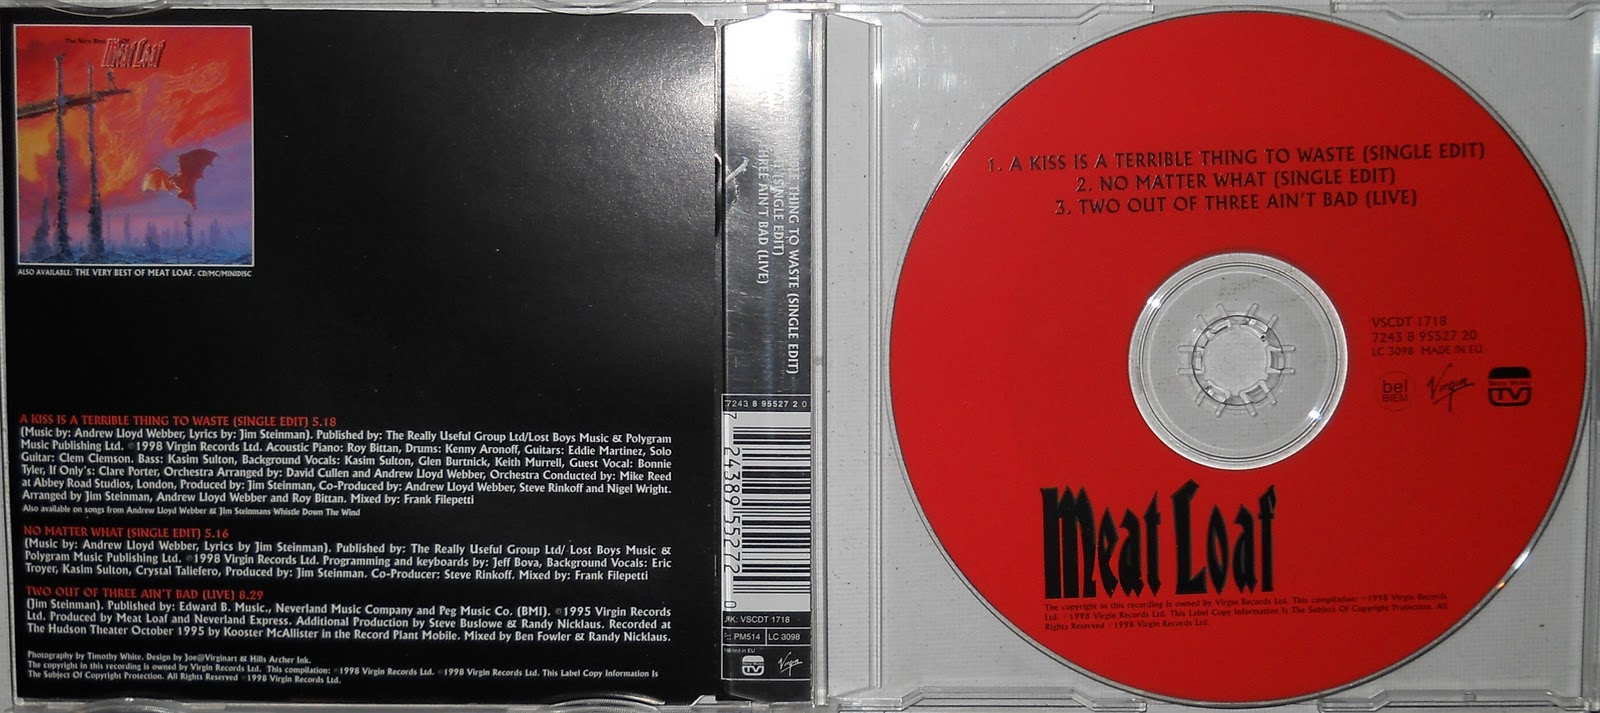 The Very Best Of
Meat Loaf
ALSO AVAILABLE: THE VERY BEST OF MEAT LOAF. CD/MC/MINIDISC
A KISS IS A TERRIBLE THING TO WASTE (SINGLE EDIT) 5.18
(Music by: Andrew Lloyd Webber, Lyrics by: Jim Steinman). Published by: The Really Useful Group Ltd/Lost Boys Music & Polygram
Music Publishing Ltd. ©1998 Virgin Records Ltd. Acoustic Piano: Roy Bittan, Drums: Kenny Aronoff, Guitars: Eddie Martinez, Solo
Guitar: Clem Clemson. Bass: Kasim Sulton, Background Vocals: Kasim Sulton, Glen Burtnick, Keith Murrell, Guest Vocal: Bonnie
Tyler, If Only's: Clare Porter, Orchestra Arranged by: David Cullen and Andrew Lloyd Webber, Orchestra Conducted by: Mike Reed
at Abbey Road Studios, London, Produced by: Jim Steinman, Co-Produced by: Andrew Lloyd Webber, Steve Rinkoff and Nigel Wright.
Arranged by Jim Steinman, Andrew Lloyd Webber and Roy Bittan. Mixed by: Frank Filepetti
Also available on songs from Andrew Lloyd Webber & Jim Steinmans Whistle Down The Wind
NO MATTER WHAT (SINGLE EDIT) 5.16
(Music by: Andrew Lloyd Webber, Lyrics by Jim Steinman). Published by: The Really Useful Group Ltd/ Lost Boys Music &
Polygram Music Publishing Ltd. ©1998 Virgin Records Ltd. Programming and keyboards by: Jeff Bova, Background Vocals: Eric
Troyer, Kasim Sulton, Crystal Taliefero, Produced by: Jim Steinman. Co-Producer: Steve Rinkoff. Mixed by: Frank Filepetti
TWO OUT OF THREE AIN'T BAD (LIVE) 8.29
(Jim Steinman). Published by: Edward B. Music., Neverland Music Company and Peg Music Co. (BMI). ©1995 Virgin Records
Ltd. Produced by Meat Loaf and Neverland Express. Additional Production by Steve Buslowe & Randy Nicklaus. Recorded at
The Hudson Theater October 1995 by Kooster McAllister in the Record Plant Mobile. Mixed by Ben Fowler & Randy Nicklaus.
Photography by Timothy White. Design by Joe@Virginart & Hills Archer Ink.
The copyright in this recording is owned by Virgin Records Ltd. This compilation: ©1998 Virgin Records Ltd. ©1998 Virgin Records Ltd. This Label Copy Information Is
The Subject Of Copyright Protection. All Rights Reserved ©1998 Virgin Records Ltd.
THING TO WASTE (SINGLE EDIT)
(SINGLE EDIT)
THREE AIN'T BAD (LIVE)
7243 8 95527 2 0
7 24389 55272 0
UK: VSCDT 1718
F: PM514
LC 3098
Printed in EU
Sony Music
TV
Virgin
1. A KISS IS A TERRIBLE THING TO WASTE (SINGLE EDIT)
2. NO MATTER WHAT (SINGLE EDIT)
3. TWO OUT OF THREE AIN'T BAD (LIVE)
VSCDT 1718
7243 8 95527 20
LC 3098 MADE IN EU
bel
BIEM
Virgin
Sony Music
TV
Meat Loaf
The copyright in this recording is owned by Virgin Records Ltd. This compilation: ©1998 Virgin Records
Ltd. ©1998 Virgin Records Ltd. This Label Copy Information Is The Subject Of Copyright Protection. All
Rights Reserved ©1998 Virgin Records Ltd.